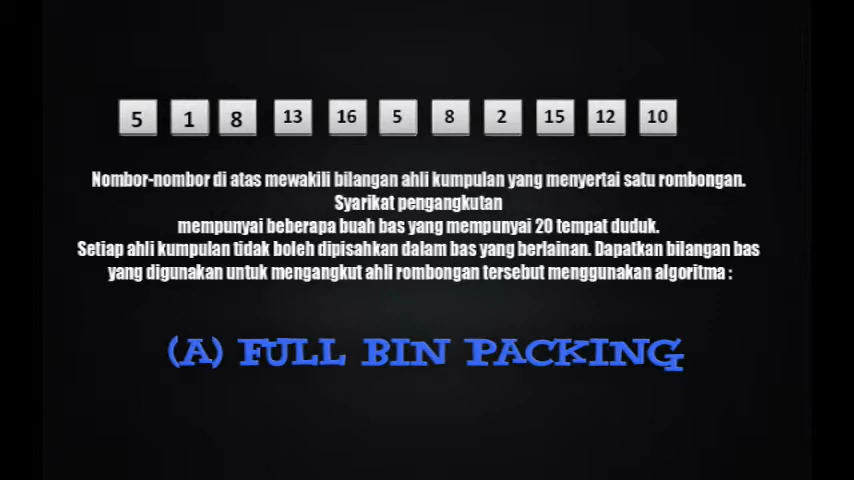 5 1 8 13 16 5 8 2 15 12 10
Nombor-nombor di atas mewakili bilangan ahli kumpulan yang menyertai satu rombongan.
Syarikat pengangkutan
mempunyai beberapa buah bas yang mempunyai 20 tempat duduk.
Setiap ahli kumpulan tidak boleh dipisahkan dalam bas yang berlainan. Dapatkan bilangan bas
yang digunakan untuk mengangkut ahli rombongan tersebut menggunakan algoritma :
(A) FULL BIN PACKING